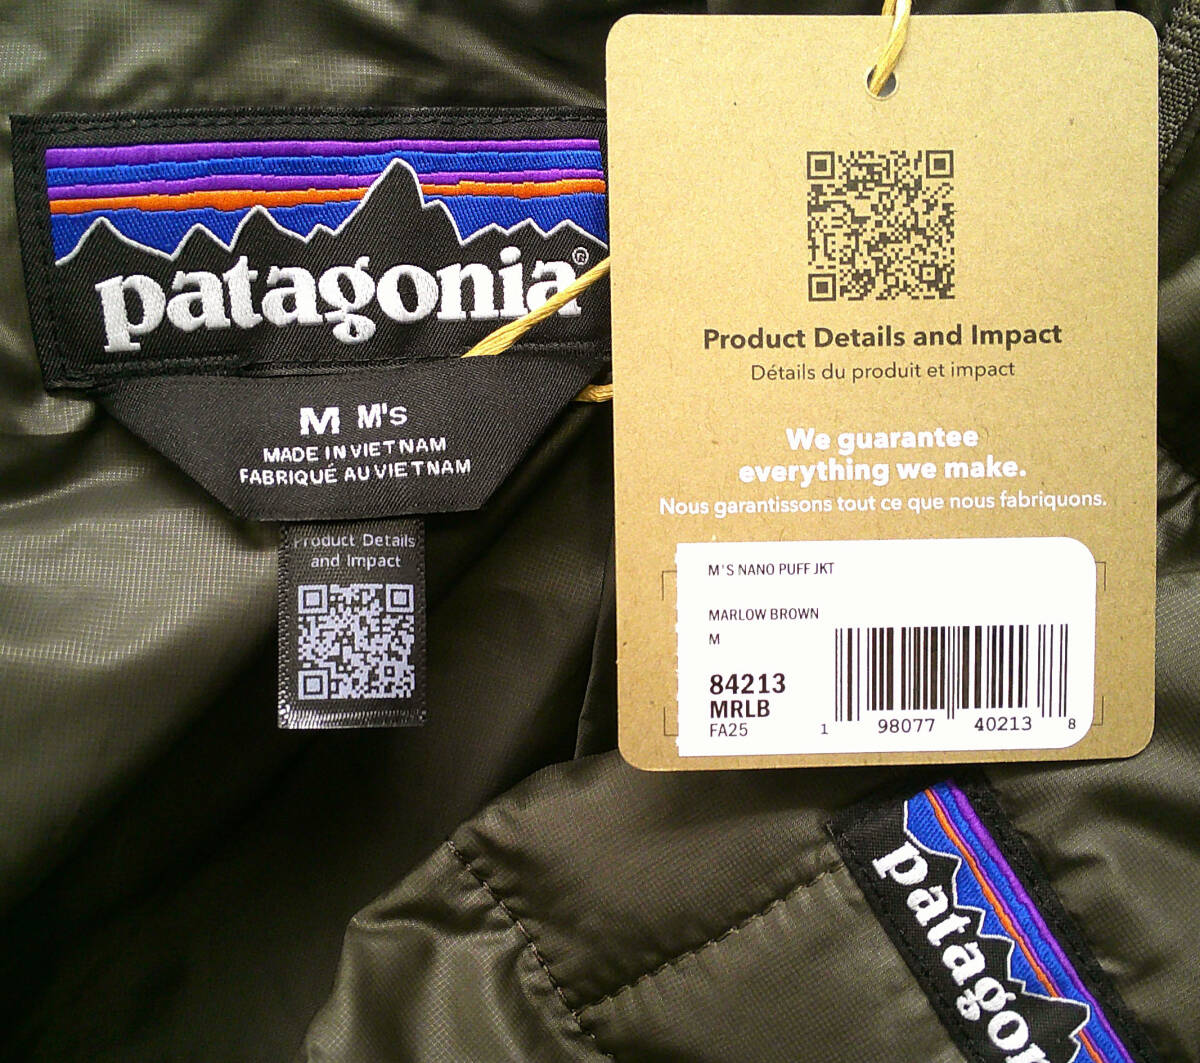 patagonia®
M M's
MADE IN VIETNAM
FABRIQUÉ AU VIETNAM
Product Details
and Impact
Product Details and Impact
Détails du produit et impact
We guarantee
everything we make.
Nous garantissons tout ce que nous fabriquons.
M'S NANO PUFF JKT
MARLOW BROWN
M
84213
MRLB
FA25
1 98077 40213 8
patagon